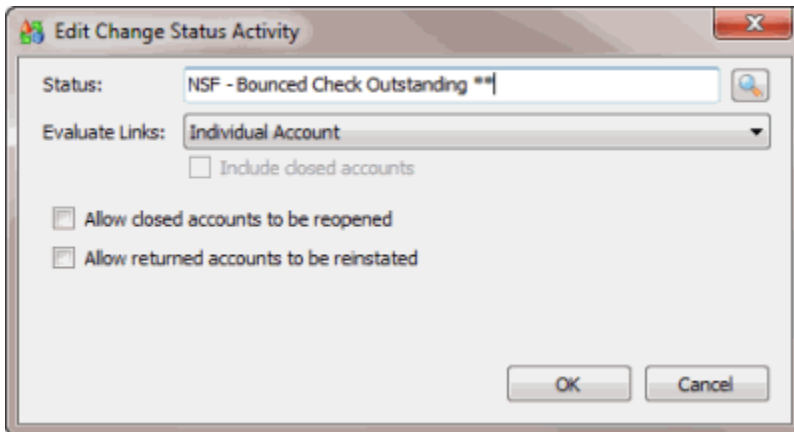 Edit Change Status Activity
Status: NSF - Bounced Check Outstanding **
Evaluate Links: Individual Account
Include closed accounts
Allow closed accounts to be reopened
Allow returned accounts to be reinstated
OK Cancel